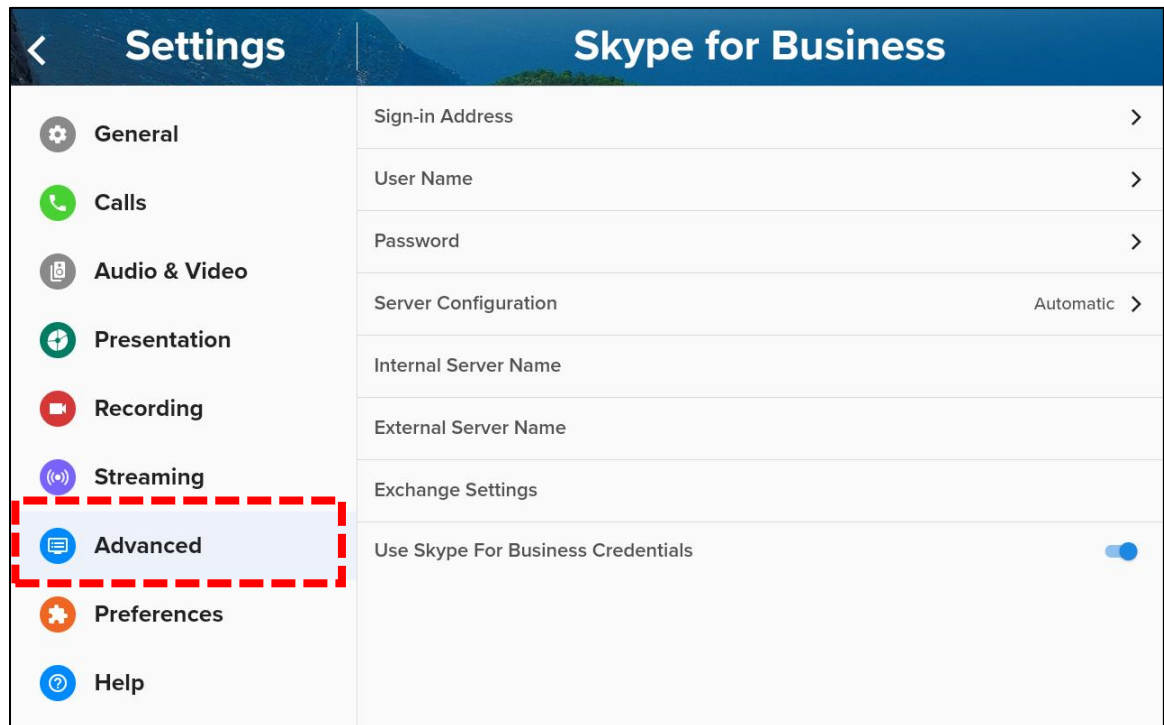 Settings
Skype for Business
General
Calls
Audio & Video
Presentation
Recording
Streaming
Advanced
Preferences
Help
Sign-in Address
User Name
Password
Server Configuration Automatic
Internal Server Name
External Server Name
Exchange Settings
Use Skype For Business Credentials